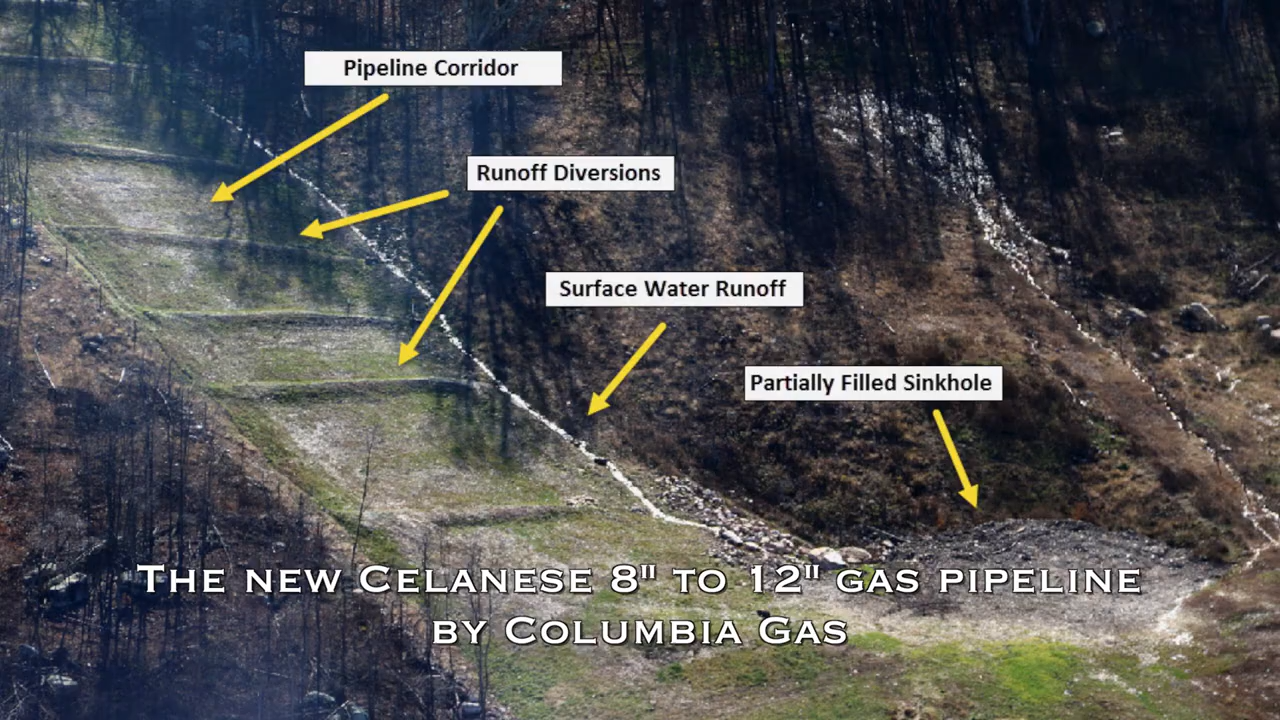 Pipeline Corridor
Runoff Diversions
Surface Water Runoff
Partially Filled Sinkhole
The new Celanese 8" to 12" gas pipeline
by Columbia Gas